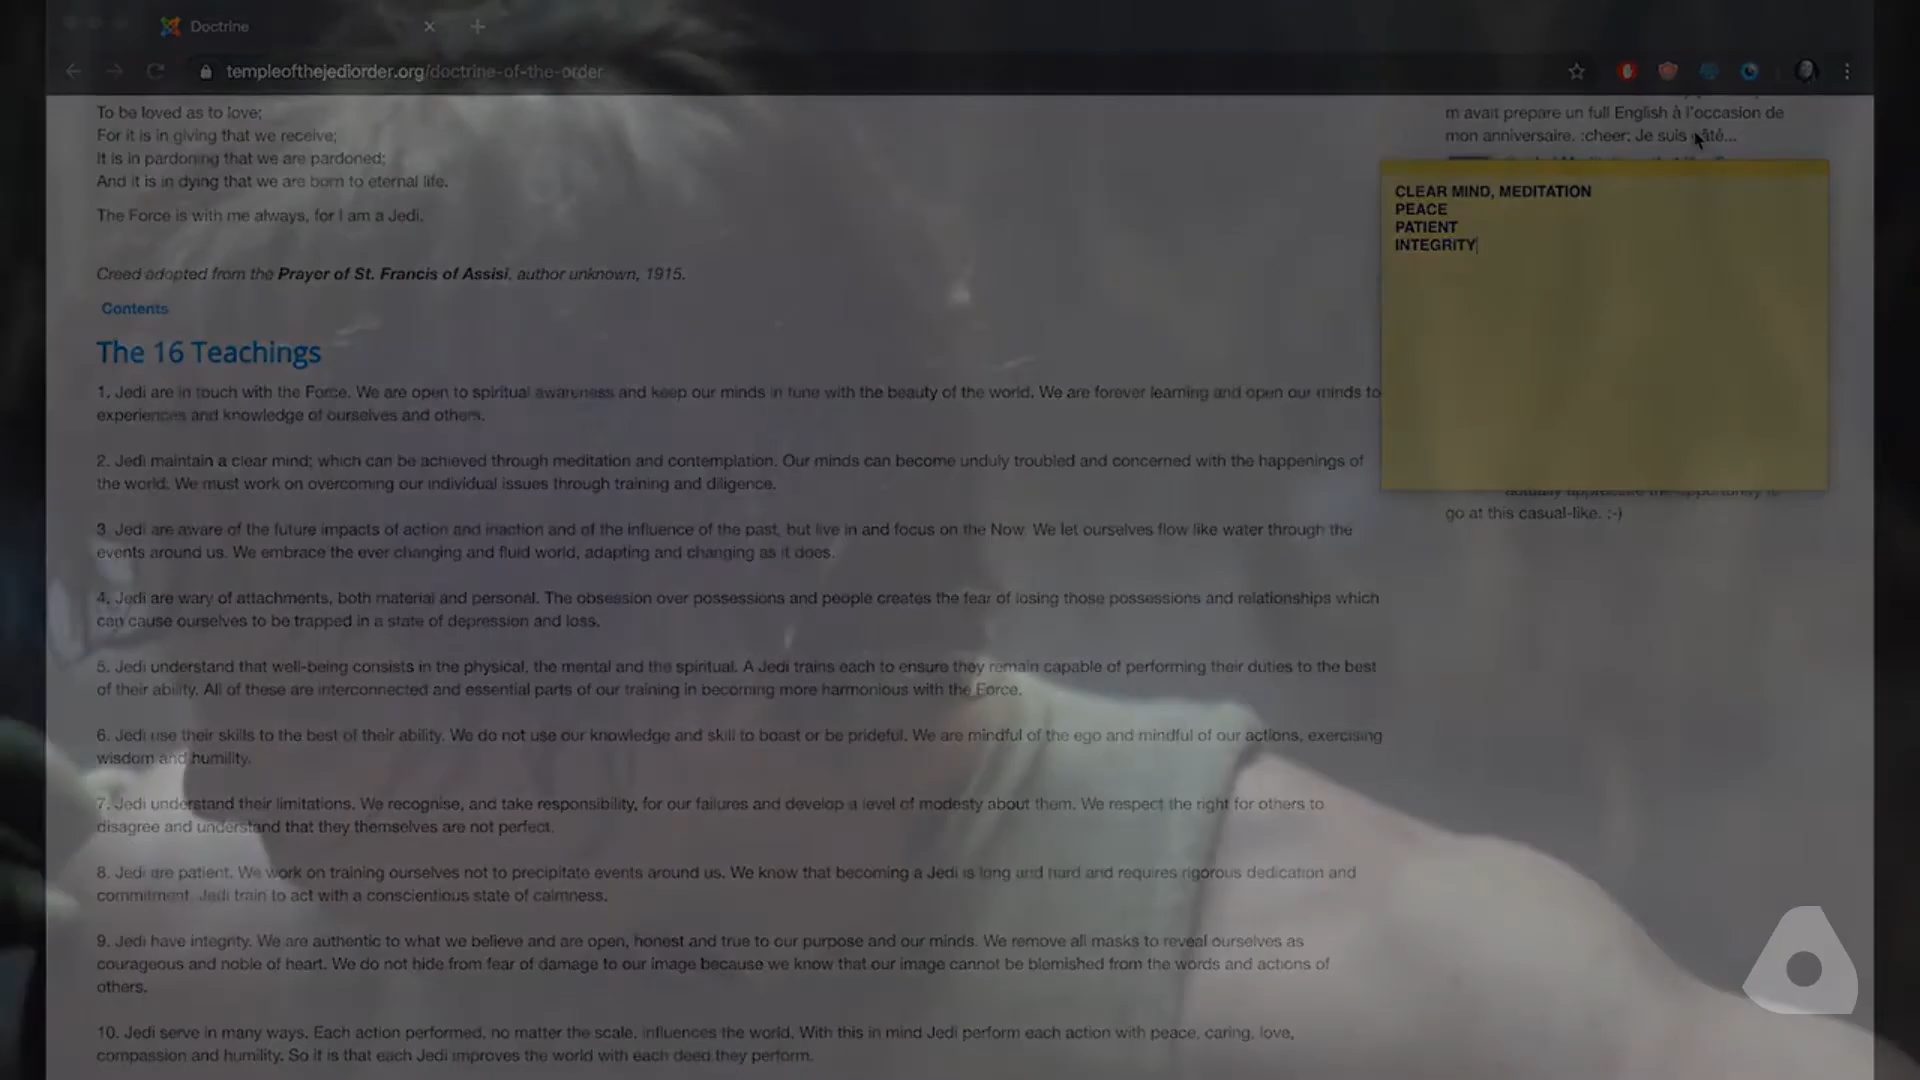 Doctrine
templeofthejediorder.org/doctrine-of-the-order
To be loved as to love;
For it is in giving that we receive;
It is in pardoning that we are pardoned;
And it is in dying that we are born to eternal life.
The Force is with me always, for I am a Jedi.
Creed adopted from the Prayer of St. Francis of Assisi, author unknown, 1915.
Contents
The 16 Teachings
1. Jedi are in touch with the Force. We are open to spiritual awareness and keep our minds in tune with the beauty of the world. We are forever learning and open our minds to
experiences and knowledge of ourselves and others.
2. Jedi maintain a clear mind; which can be achieved through meditation and contemplation. Our minds can become unduly troubled and concerned with the happenings of
the world. We must work on overcoming our individual issues through training and diligence.
3. Jedi are aware of the future impacts of action and inaction and of the influence of the past, but live in and focus on the Now. We let ourselves flow like water through the
events around us. We embrace the ever changing and fluid world, adapting and changing as it does.
4. Jedi are wary of attachments, both material and personal. The obsession over possessions and people creates the fear of losing those possessions and relationships which
can cause ourselves to be trapped in a state of depression and loss.
5. Jedi understand that well-being consists in the physical, the mental and the spiritual. A Jedi trains each to ensure they remain capable of performing their duties to the best
of their ability. All of these are interconnected and essential parts of our training in becoming more harmonious with the Force.
6. Jedi use their skills to the best of their ability. We do not use our knowledge and skill to boast or be prideful. We are mindful of the ego and mindful of our actions, exercising
wisdom and humility.
7. Jedi understand their limitations. We recognise, and take responsibility, for our failures and develop a level of modesty about them. We respect the right for others to
disagree and understand that they themselves are not perfect.
8. Jedi are patient. We work on training ourselves not to precipitate events around us. We know that becoming a Jedi is long and hard and requires rigorous dedication and
commitment. Jedi train to act with a conscientious state of calmness.
9. Jedi have integrity. We are authentic to what we believe and are open, honest and true to our purpose and our minds. We remove all masks to reveal ourselves as
courageous and noble of heart. We do not hide from fear of damage to our image because we know that our image cannot be blemished from the words and actions of
others.
10. Jedi serve in many ways. Each action performed, no matter the scale, influences the world. With this in mind Jedi perform each action with peace, caring, love,
compassion and humility. So it is that each Jedi improves the world with each deed they perform.
m avait prepare un full English à l'occasion de
mon anniversaire. :cheer: Je suis gâté...
CLEAR MIND, MEDITATION
PEACE
PATIENT
INTEGRITY
actually appreciate the opportunity to
go at this casual-like. ;-)